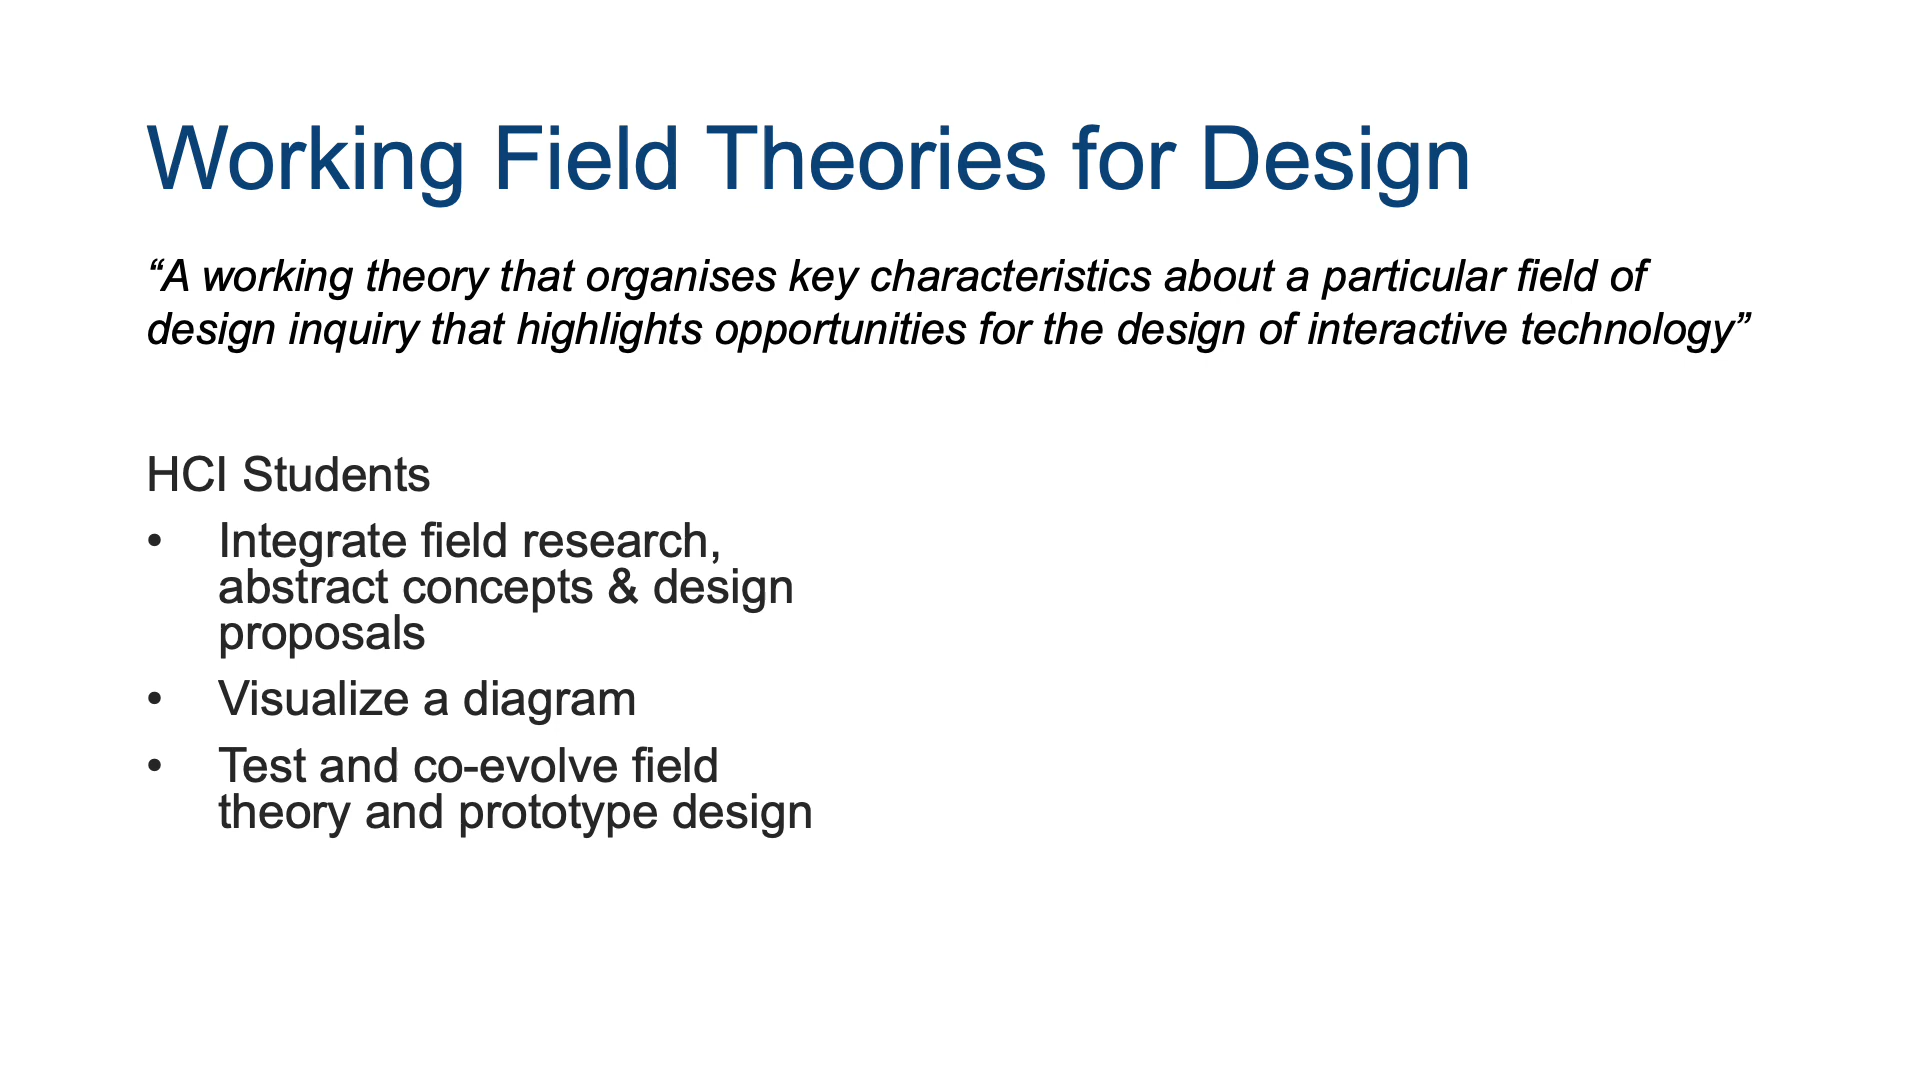 Working Field Theories for Design
“A working theory that organises key characteristics about a particular field of
design inquiry that highlights opportunities for the design of interactive technology”
HCI Students
• Integrate field research,
abstract concepts & design
proposals
• Visualize a diagram
• Test and co-evolve field
theory and prototype design